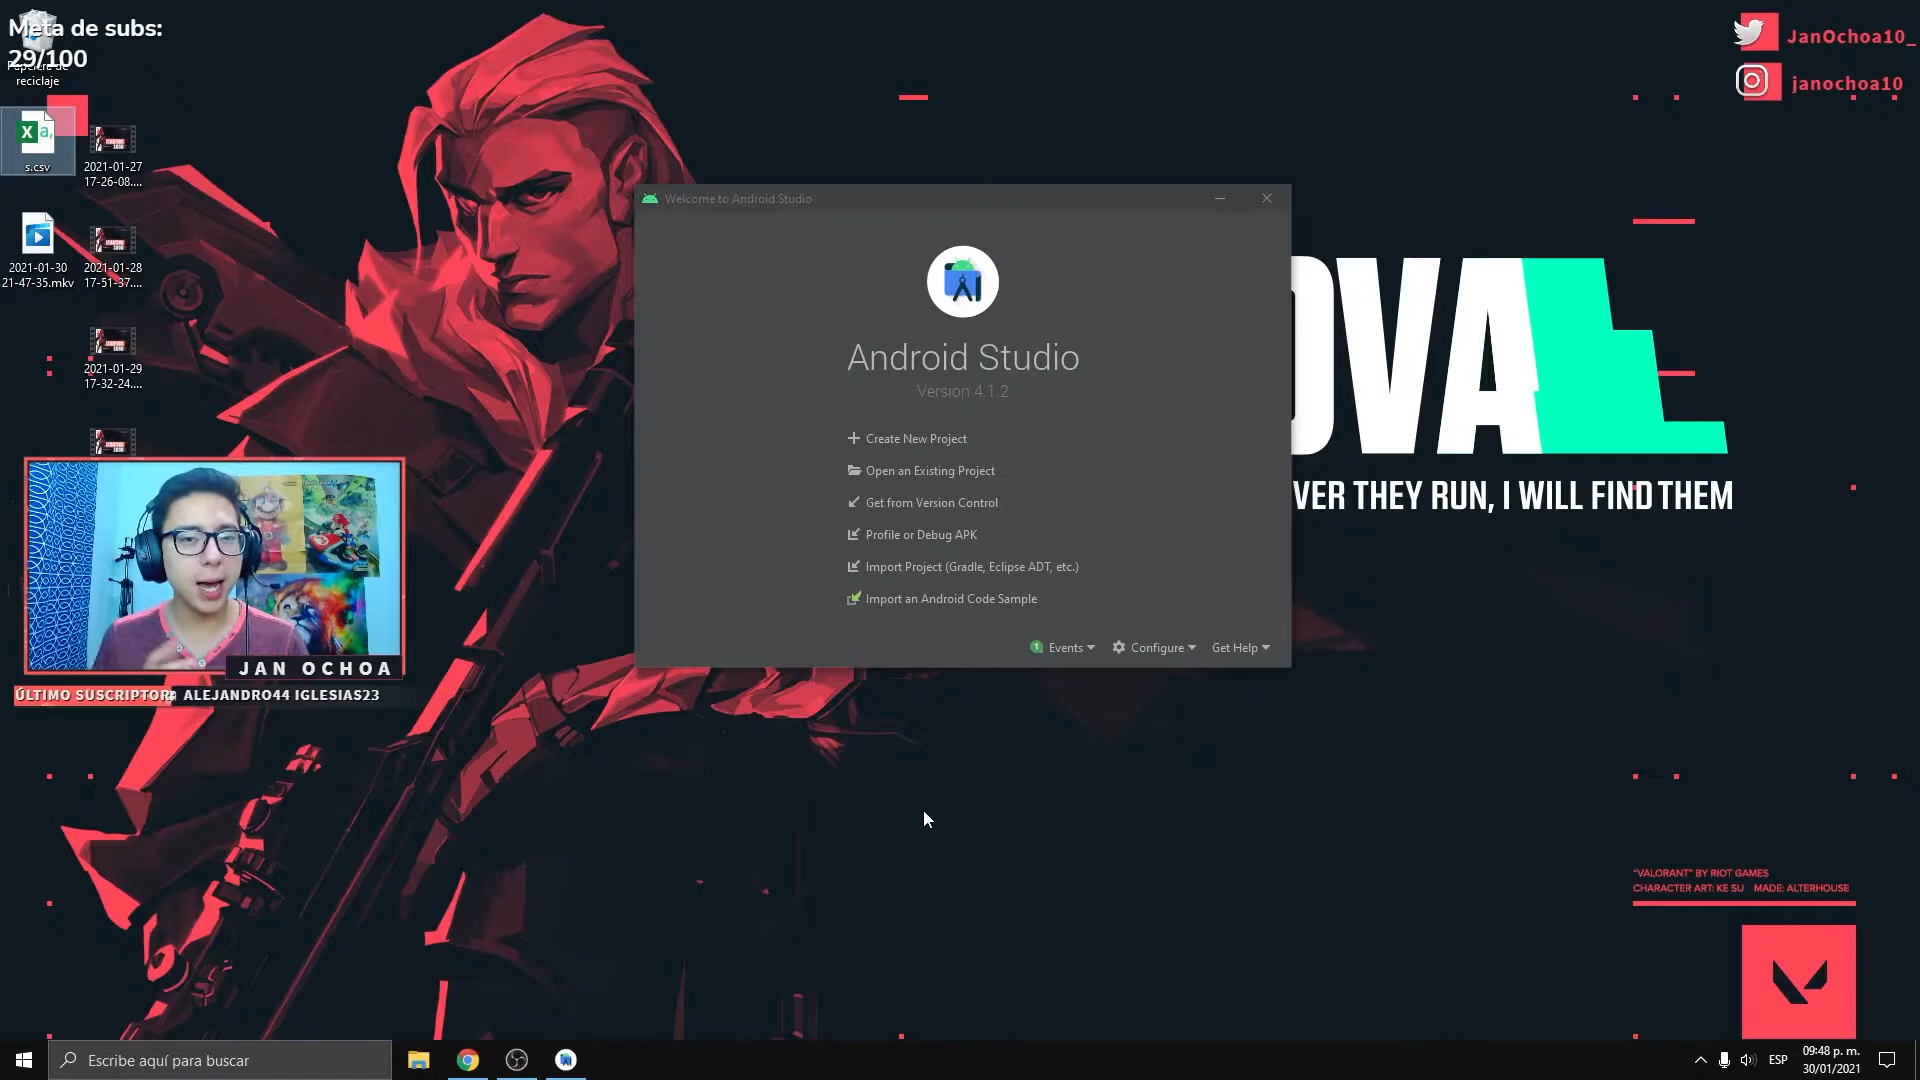 Meta de subs:
29/100
Papelera de
reciclaje
s.csv
2021-01-27
17-26-08....
2021-01-30
21-47-35.mkv
2021-01-28
17-51-37....
2021-01-29
17-32-24....
JAN OCHOA
ÚLTIMO SUSCRIPTOR:
ALEJANDRO44 IGLESIAS23
Welcome to Android Studio
Android Studio
Version 4.1.2
Create New Project
Open an Existing Project
Get from Version Control
Profile or Debug APK
Import Project (Gradle, Eclipse ADT, etc.)
Import an Android Code Sample
1 Events
Configure
Get Help
JanOchoa10_
janochoa10
OVA
VER THEY RUN, I WILL FIND THEM
"VALORANT" BY RIOT GAMES
CHARACTER ART: KE SU MADE: ALTERHOUSE
Escribe aquí para buscar
ESP
09:48 p. m.
30/01/2021